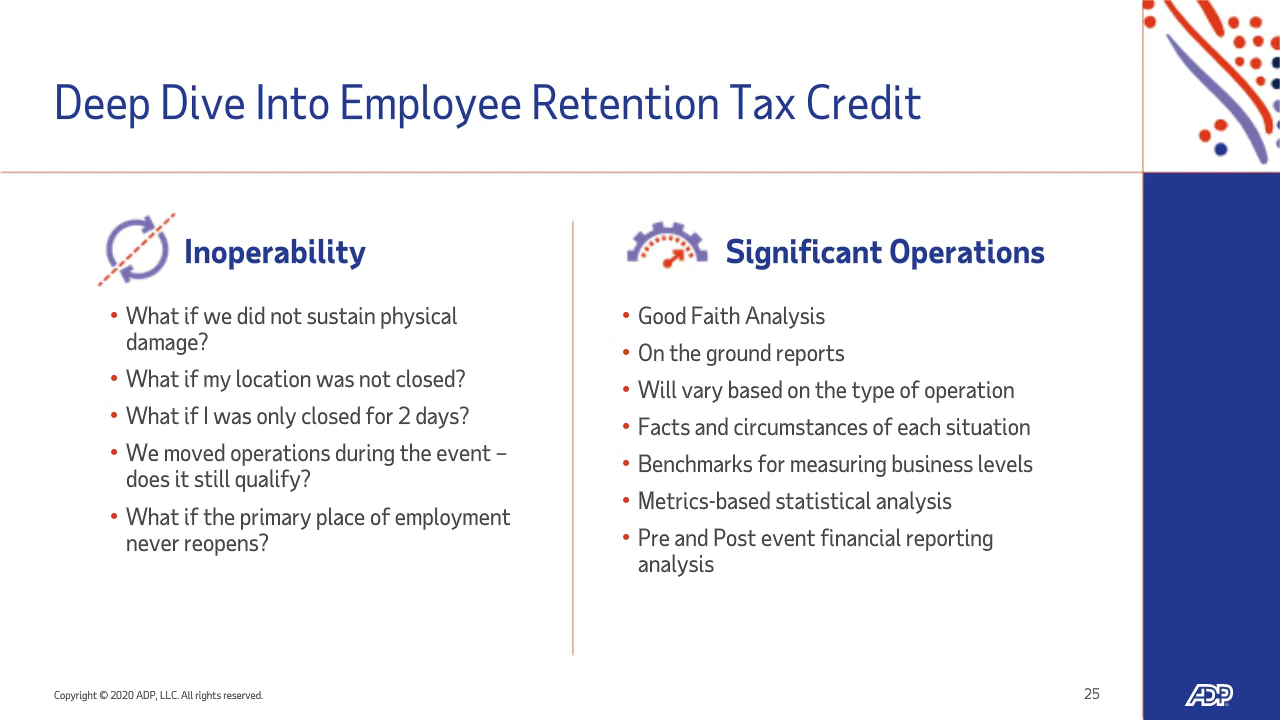 Deep Dive Into Employee Retention Tax Credit
Inoperability
• What if we did not sustain physical
damage?
• What if my location was not closed?
• What if I was only closed for 2 days?
• We moved operations during the event –
does it still qualify?
• What if the primary place of employment
never reopens?
Significant Operations
• Good Faith Analysis
• On the ground reports
• Will vary based on the type of operation
• Facts and circumstances of each situation
• Benchmarks for measuring business levels
• Metrics-based statistical analysis
• Pre and Post event financial reporting
analysis
Copyright © 2020 ADP, LLC. All rights reserved.
25
ADP